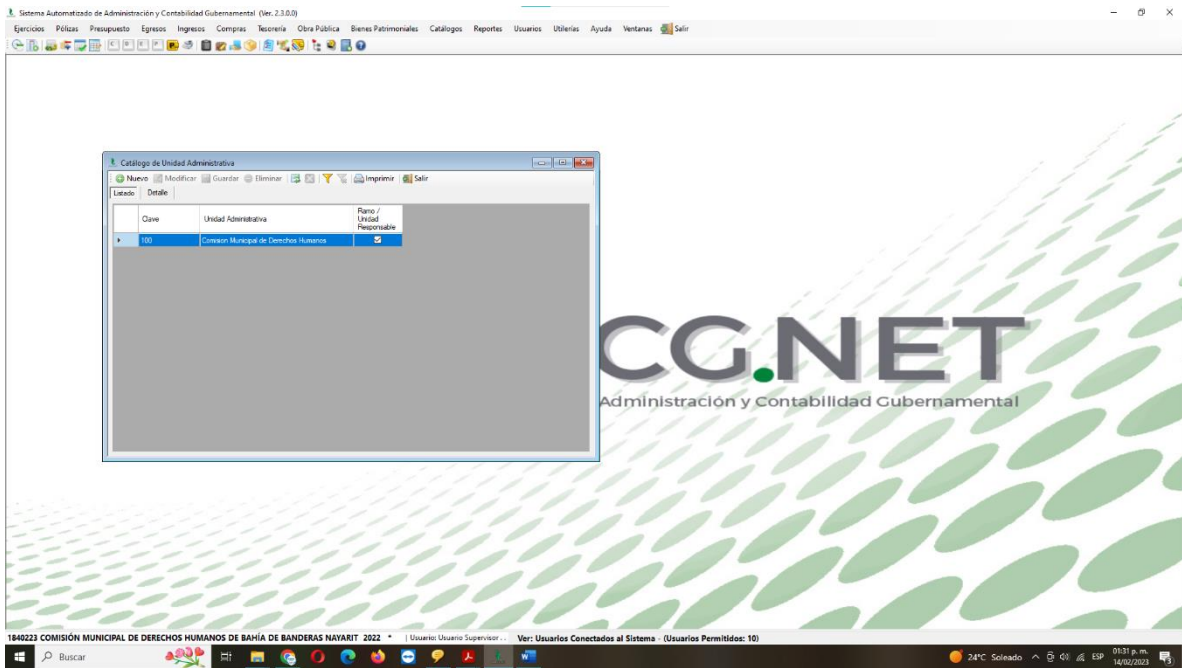 Sistema Automatizado de Administración y Contabilidad Gubernamental (Ver. 2.3.0.0)
Ejercicios Pólizas Presupuesto Egresos Ingresos Compras Tesorería Obra Pública Bienes Patrimoniales Catálogos Reportes Usuarios Utilerías Ayuda Ventanas Salir
Catálogo de Unidad Administrativa
Nuevo Modificar Guardar Eliminar Imprimir Salir
Listado Detalle
Clave Unidad Administrativa Ramo /
Unidad
Responsable
100 Comision Municipal de Derechos Humanos
CG.NET
Administración y Contabilidad Gubernamental
1840223 COMISIÓN MUNICIPAL DE DERECHOS HUMANOS DE BAHÍA DE BANDERAS NAYARIT 2022 * | Usuario: Usuario Supervisor . . Ver: Usuarios Conectados al Sistema - (Usuarios Permitidos: 10)
Buscar 24°C Soleado ESP 01:31 p. m.
14/02/2023